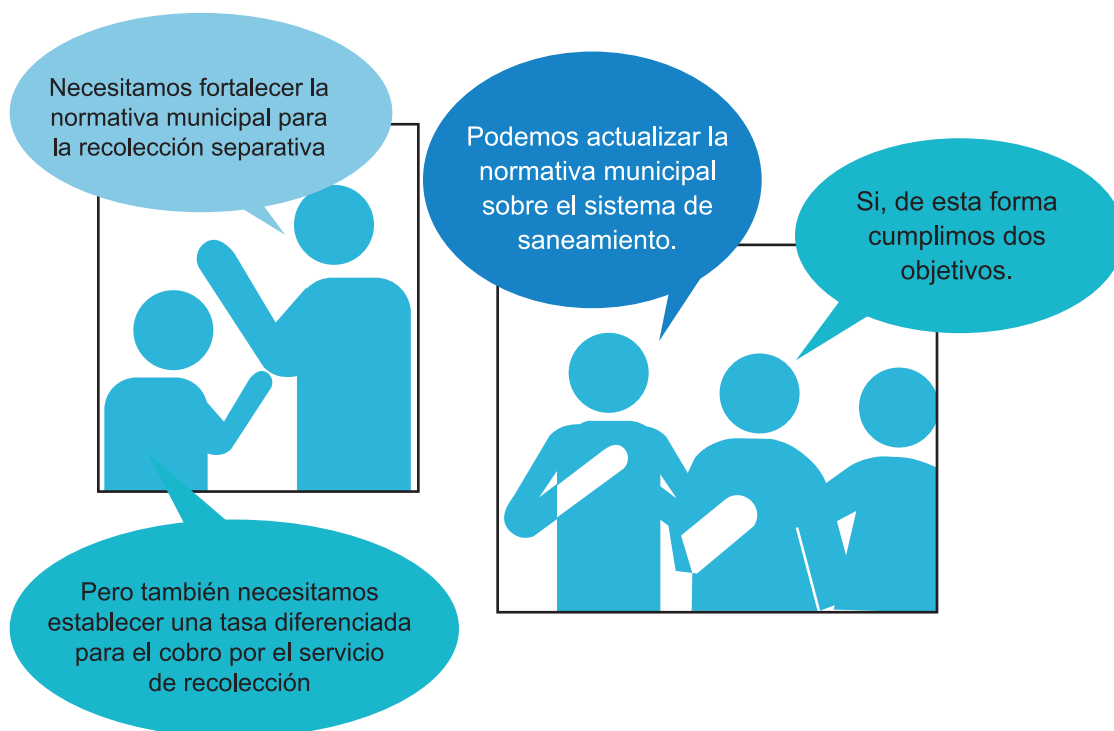 Necesitamos fortalecer la
normativa municipal para
la recolección separativa
Pero también necesitamos
establecer una tasa diferenciada
para el cobro por el servicio
de recolección
Podemos actualizar la
normativa municipal
sobre el sistema de
saneamiento.
Si, de esta forma
cumplimos dos
objetivos.